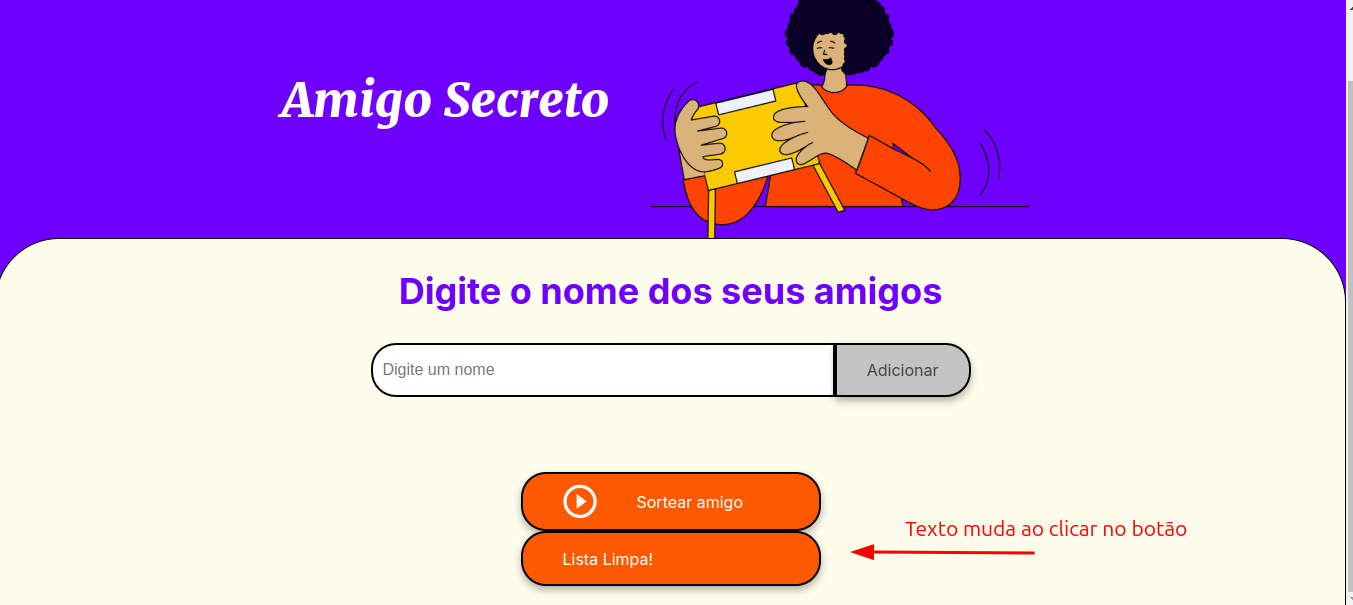 Amigo Secreto
Digite o nome dos seus amigos
Digite um nome
Adicionar
Sortear amigo
Texto muda ao clicar no botão
Lista Limpa!